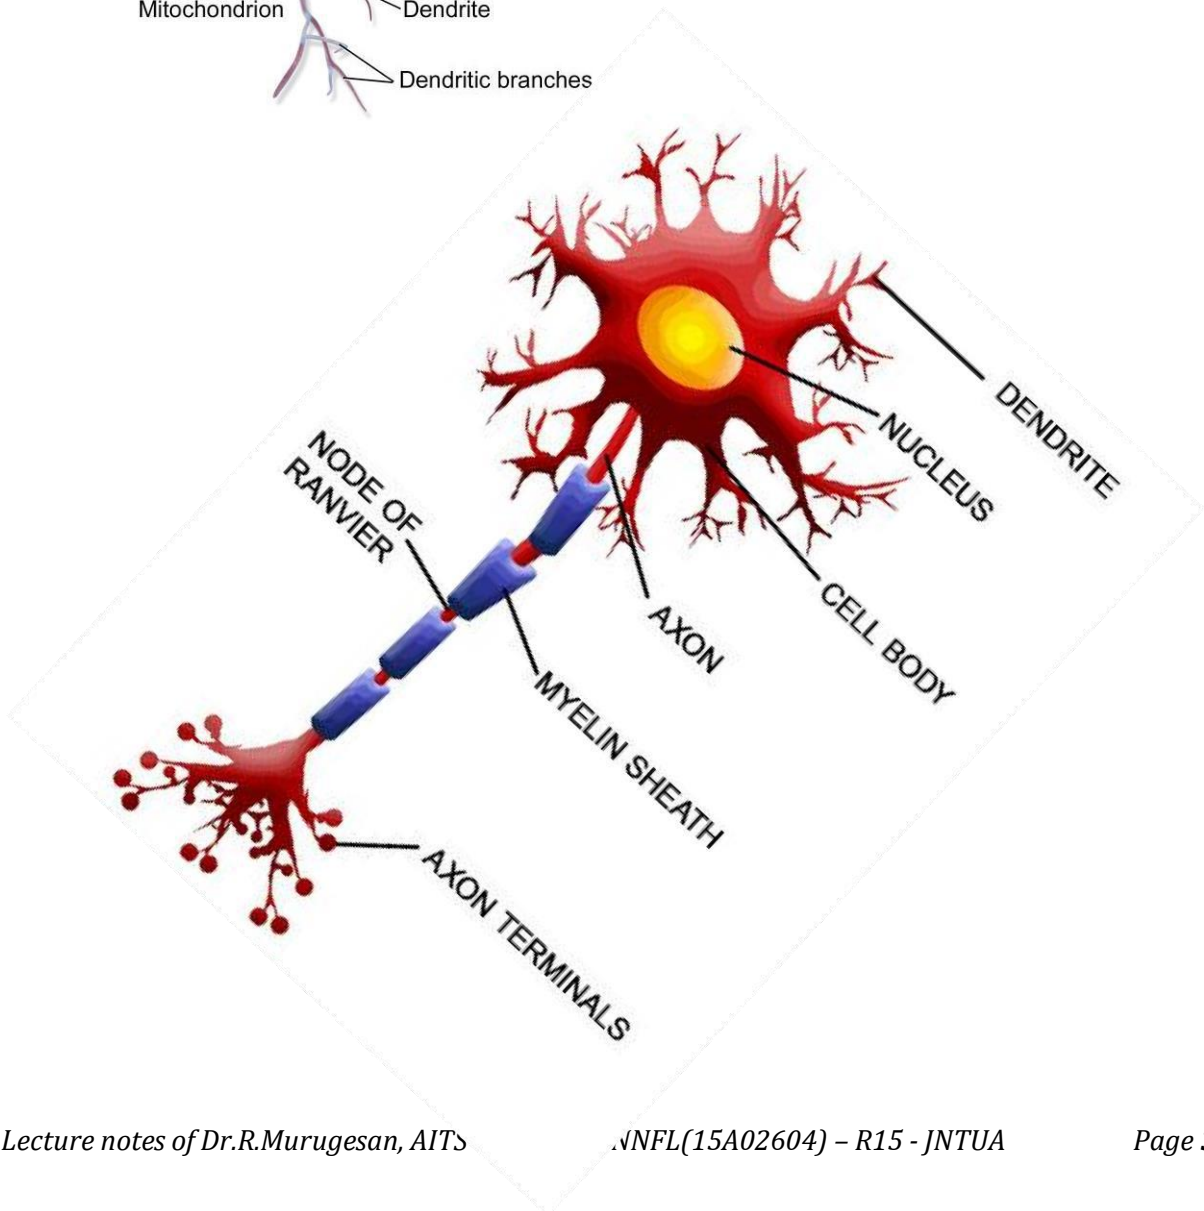 Mitochondrion
Dendrite
Dendritic branches
DENDRITE
NUCLEUS
NODE OF
RANVIER
CELL BODY
AXON
MYELIN SHEATH
AXON TERMINALS
Lecture notes of Dr.R.Murugesan, AITS NNFL(15A02604) – R15 - JNTUA Page